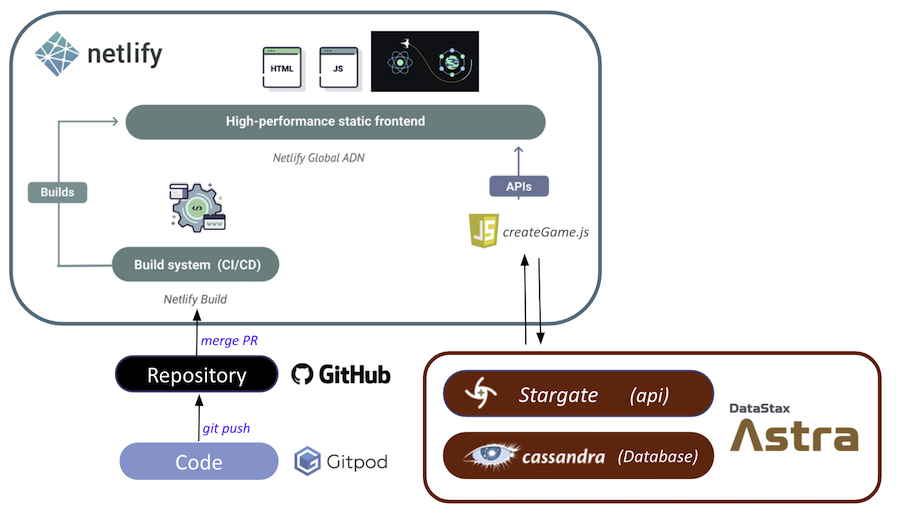 netlify
HTML
JS
High-performance static frontend
Netlify Global ADN
Builds
APIs
JS
createGame.js
Build system (CI/CD)
Netlify Build
merge PR
Repository
GitHub
git push
Code
Gitpod
Stargate (api)
DataStax
Astra
cassandra (Database)